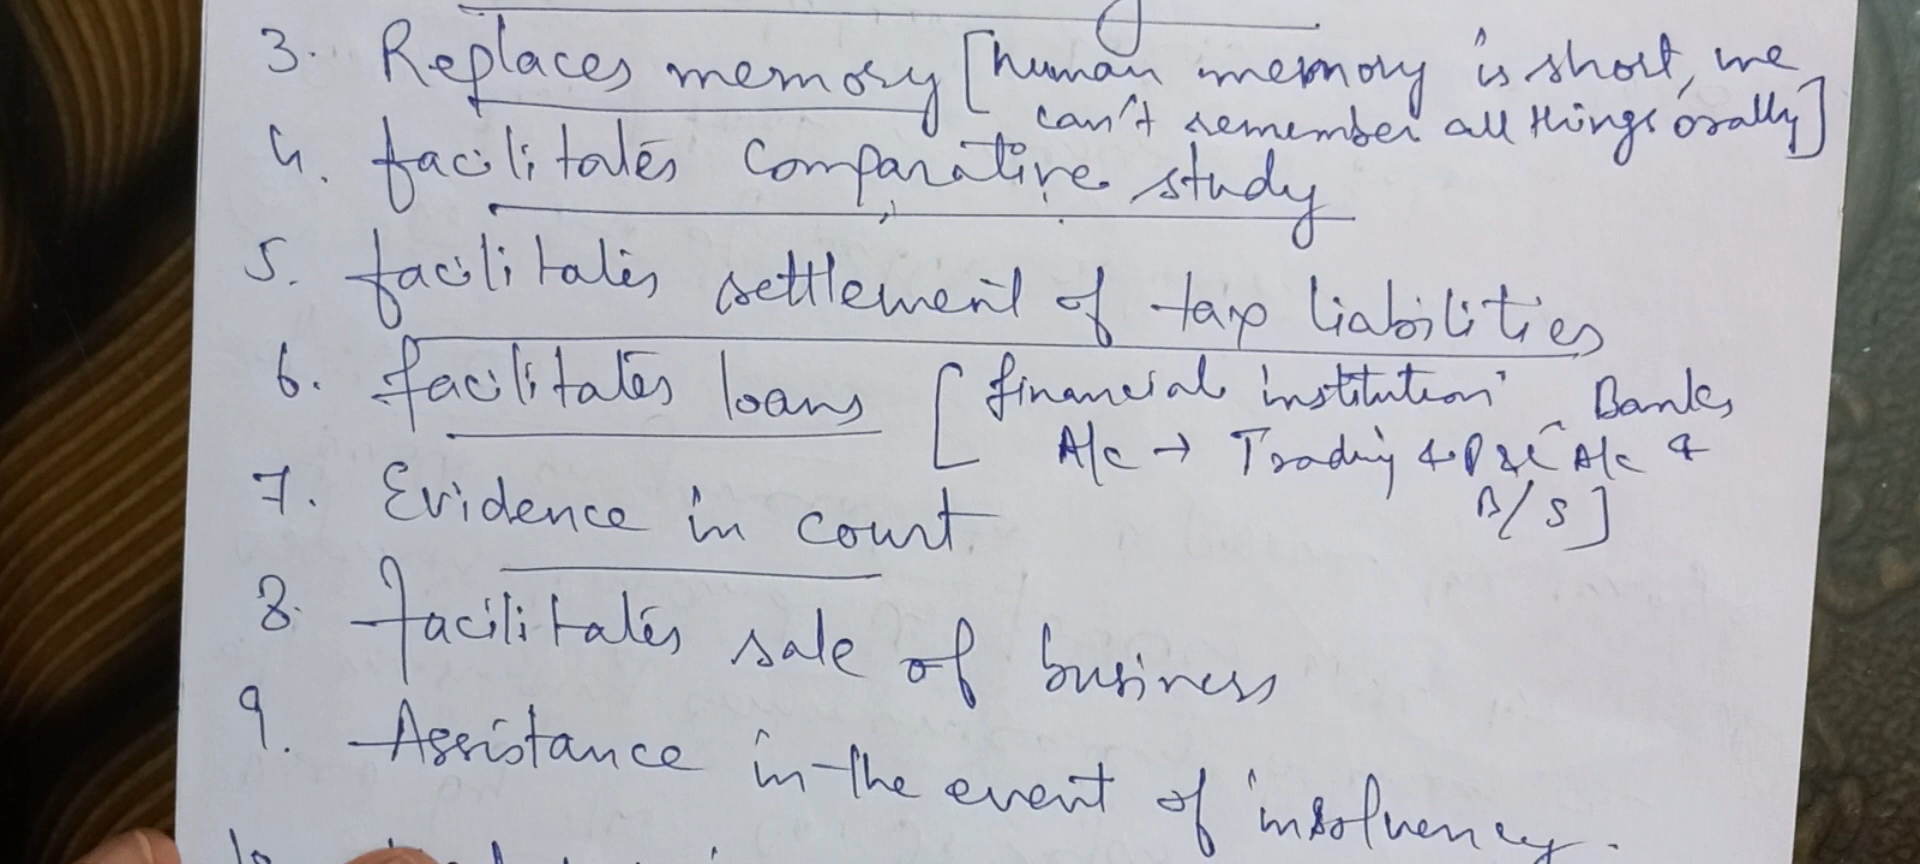 3. Replaces memory [human memory is short, we
can't remember all things orally]
4. facilitates comparative study
5. facilitates settlement of tax liabilities
6. facilitates loans [financial institution, Banks
A/c → Trading & P&L A/c &
B/S]
7. Evidence in court.
8. facilitates sale of business
9. Assistance in the event of insolvency.
10.